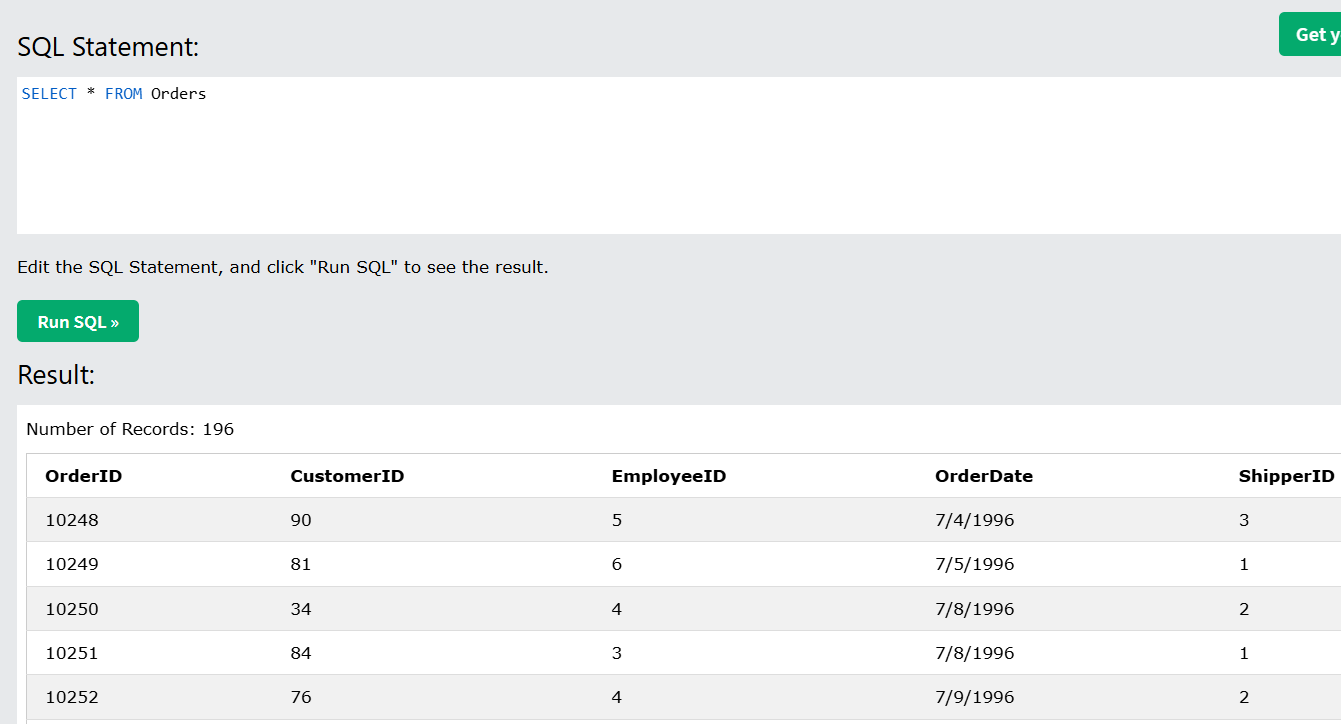 SQL Statement:
Get y
SELECT * FROM Orders
Edit the SQL Statement, and click "Run SQL" to see the result.
Run SQL »
Result:
Number of Records: 196
OrderID CustomerID EmployeeID OrderDate ShipperID
10248 90 5 7/4/1996 3
10249 81 6 7/5/1996 1
10250 34 4 7/8/1996 2
10251 84 3 7/8/1996 1
10252 76 4 7/9/1996 2